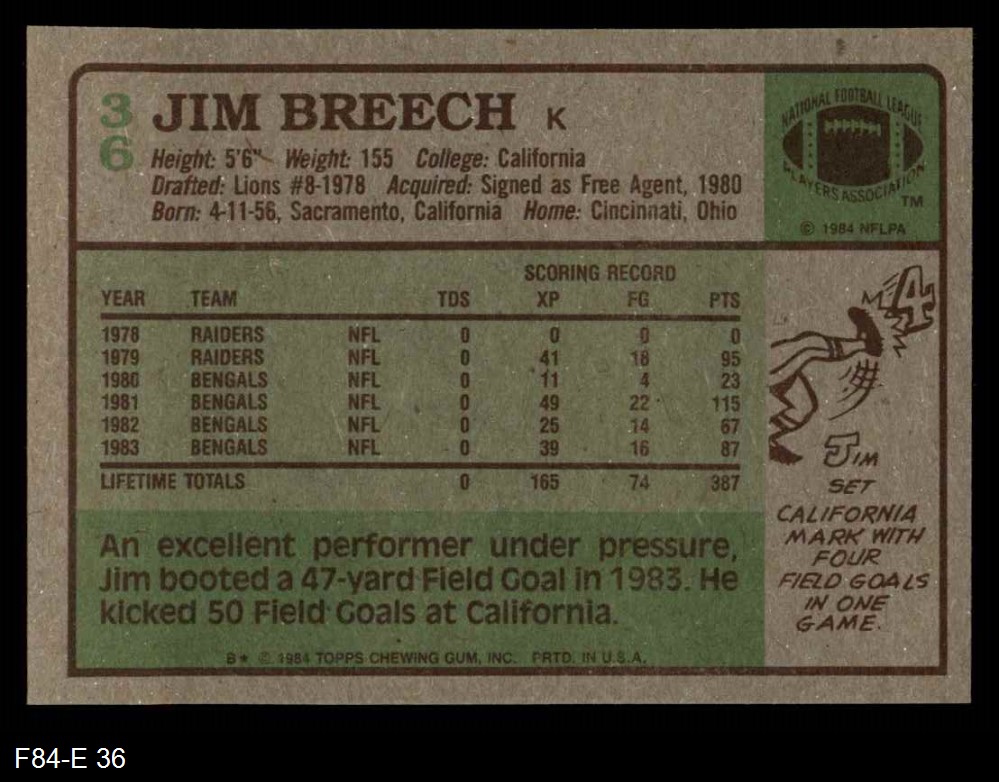 36 JIM BREECH K
Height: 5'6" Weight: 155 College: California
Drafted: Lions #8-1978 Acquired: Signed as Free Agent, 1980
Born: 4-11-56, Sacramento, California Home: Cincinnati, Ohio
NATIONAL FOOTBALL LEAGUE
PLAYERS ASSOCIATION
TM
© 1984 NFLPA
SCORING RECORD
YEAR TEAM TDS XP FG PTS
1978 RAIDERS NFL 0 0 0 0
1979 RAIDERS NFL 0 41 18 95
1980 BENGALS NFL 0 11 4 23
1981 BENGALS NFL 0 49 22 115
1982 BENGALS NFL 0 25 14 67
1983 BENGALS NFL 0 39 16 87
LIFETIME TOTALS 0 165 74 387
An excellent performer under pressure,
Jim booted a 47-yard Field Goal in 1983. He
kicked 50 Field Goals at California.
B* © 1984 TOPPS CHEWING GUM, INC. PRTD. IN U.S.A.
4
JIM
SET
CALIFORNIA
MARK WITH
FOUR
FIELD GOALS
IN ONE
GAME.
F84-E 36